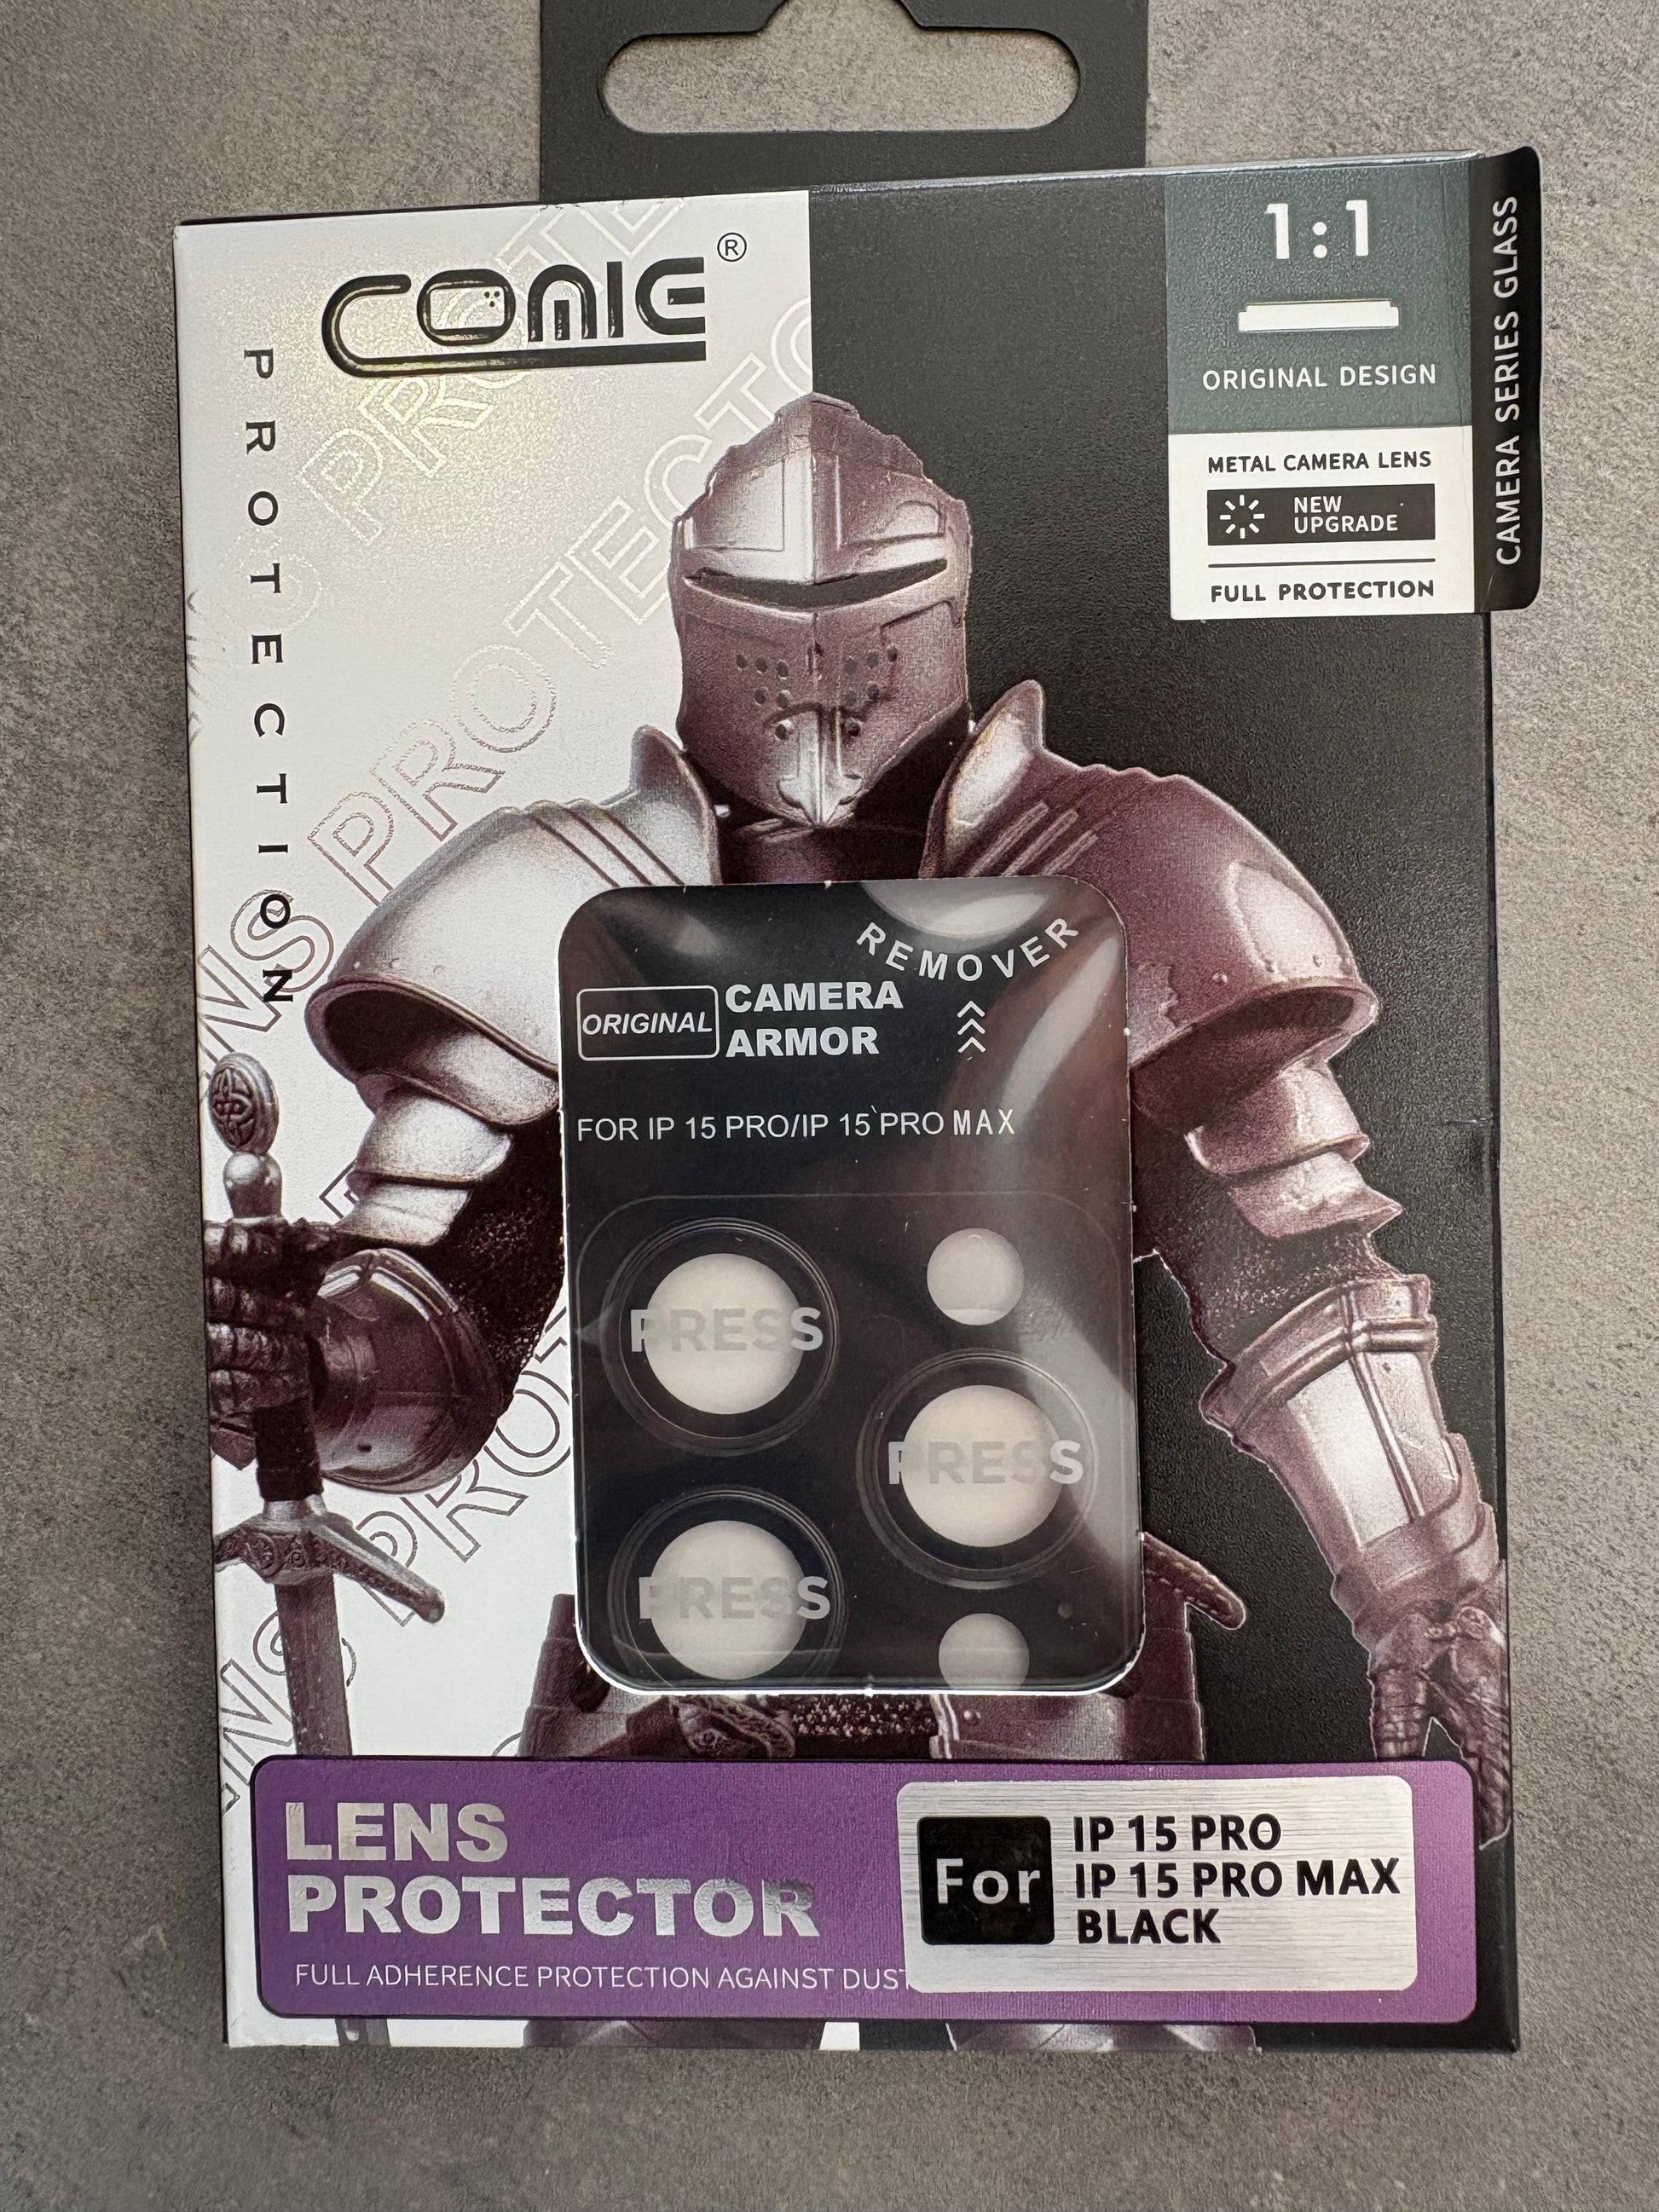 COMIE®
PROTECTION
1:1
ORIGINAL DESIGN
METAL CAMERA LENS
NEW
UPGRADE
FULL PROTECTION
CAMERA SERIES GLASS
REMOVER
ORIGINAL
CAMERA
ARMOR
FOR IP 15 PRO/IP 15 PRO MAX
PRESS
PRESS
PRESS
LENS
PROTECTOR
FULL ADHERENCE PROTECTION AGAINST DUST
For
IP 15 PRO
IP 15 PRO MAX
BLACK